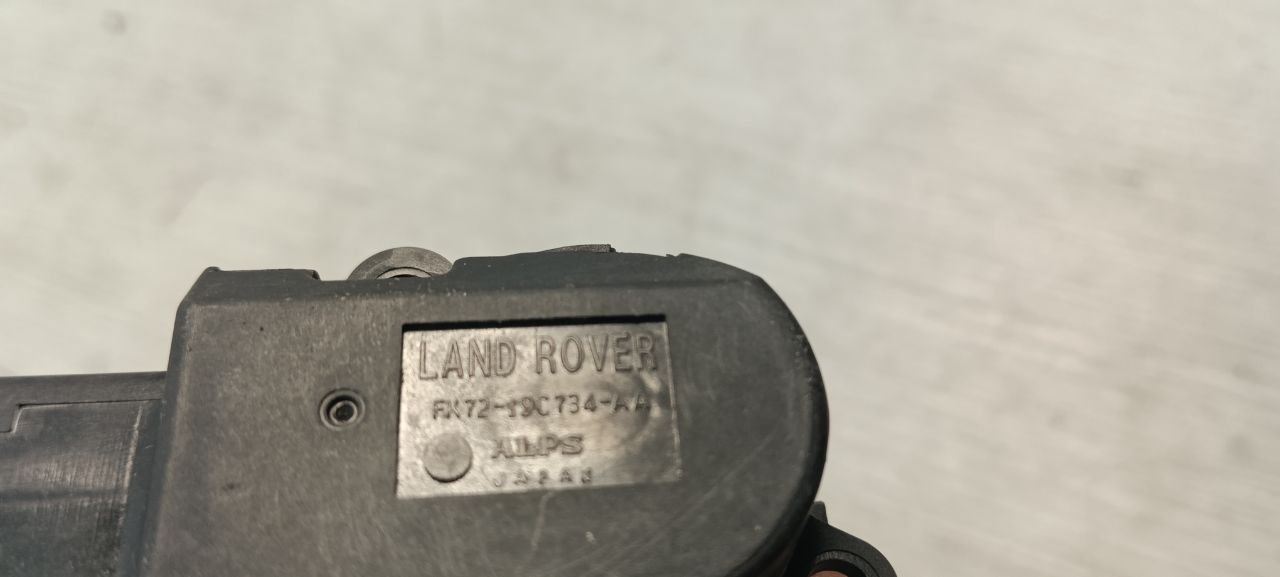 LAND ROVER
FK72-19C734-AA
ALPS
JAPAN